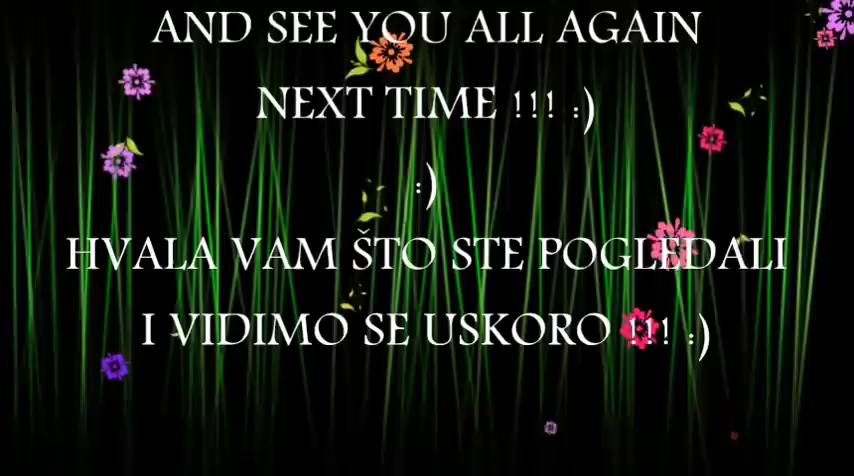 AND SEE YOU ALL AGAIN
NEXT TIME !!! :)
:)
HVALA VAM ŠTO STE POGLEDALI
I VIDIMO SE USKORO !!! :)